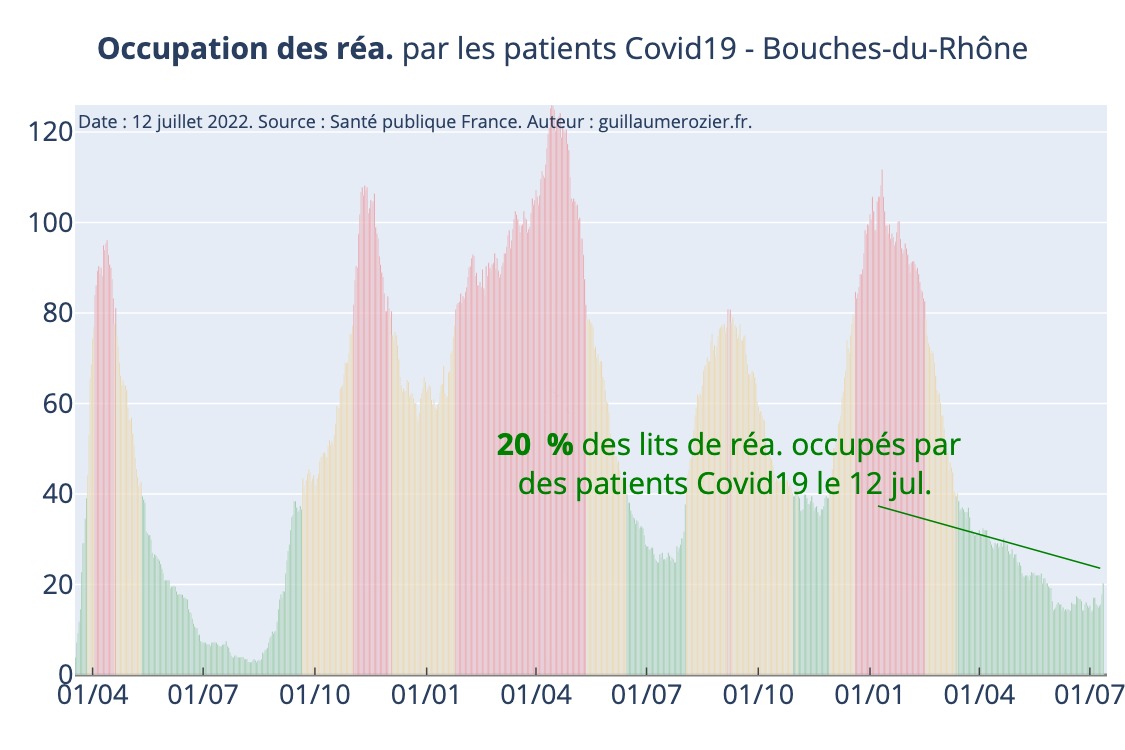 Occupation des réa. par les patients Covid19 - Bouches-du-Rhône
Date : 12 juillet 2022. Source : Santé publique France. Auteur : guillaumerozier.fr.
120
100
80
60
40
20
0
20 % des lits de réa. occupés par
des patients Covid19 le 12 jul.
01/04 01/07 01/10 01/01 01/04 01/07 01/10 01/01 01/04 01/07